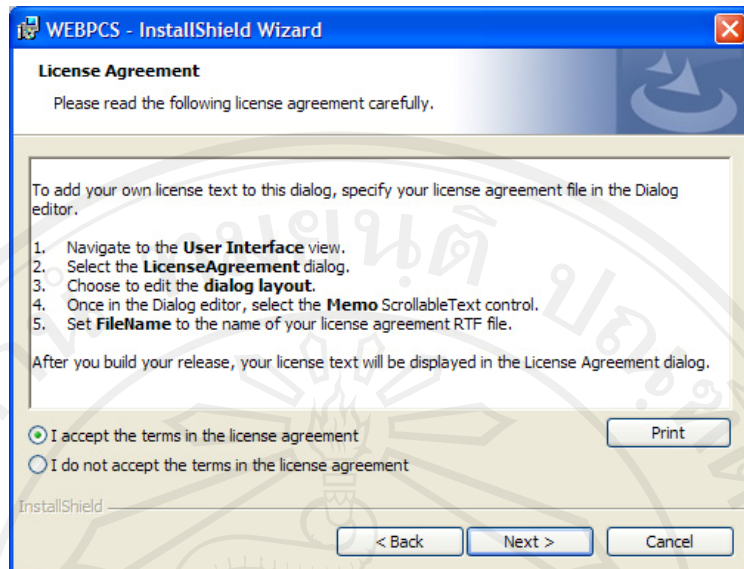 WEBPCS - InstallShield Wizard
License Agreement
Please read the following license agreement carefully.
To add your own license text to this dialog, specify your license agreement file in the Dialog
editor.
1. Navigate to the User Interface view.
2. Select the LicenseAgreement dialog.
3. Choose to edit the dialog layout.
4. Once in the Dialog editor, select the Memo ScrollableText control.
5. Set FileName to the name of your license agreement RTF file.
After you build your release, your license text will be displayed in the License Agreement dialog.
I accept the terms in the license agreement
Print
I do not accept the terms in the license agreement
InstallShield
< Back Next > Cancel